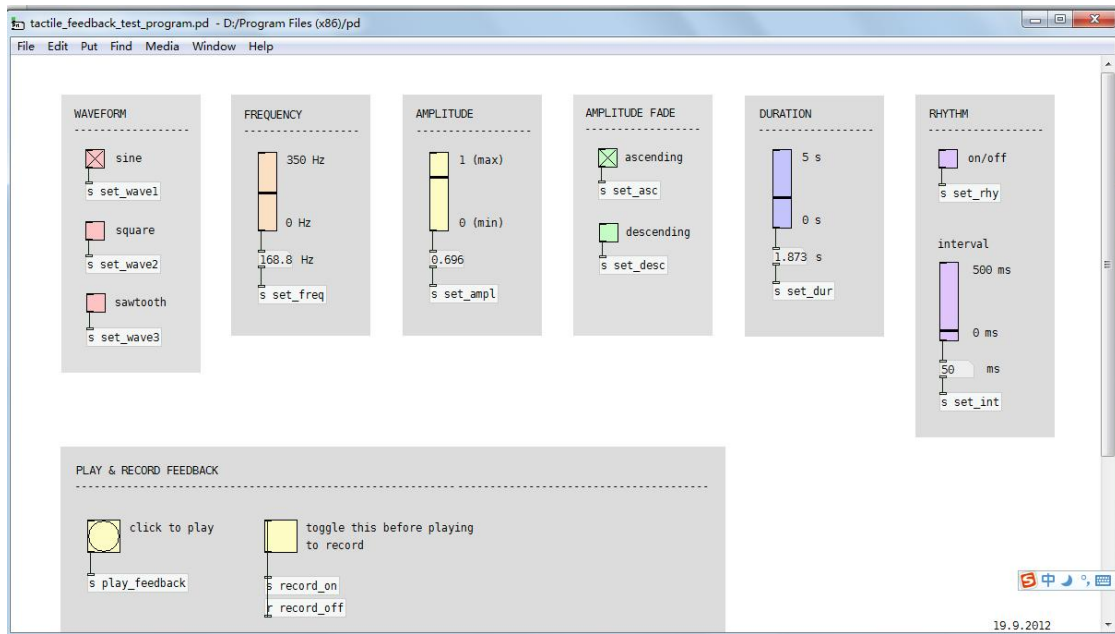 tactile_feedback_test_program.pd - D:/Program Files (x86)/pd
File Edit Put Find Media Window Help
WAVEFORM
sine
s set_wave1
square
s set_wave2
sawtooth
s set_wave3
FREQUENCY
350 Hz
0 Hz
168.8 Hz
s set_freq
AMPLITUDE
1 (max)
0 (min)
0.696
s set_ampl
AMPLITUDE FADE
ascending
s set_asc
descending
s set_desc
DURATION
5 s
0 s
1.873 s
s set_dur
RHYTHM
on/off
s set_rhy
interval
500 ms
0 ms
50 ms
s set_int
PLAY & RECORD FEEDBACK
click to play
s play_feedback
toggle this before playing
to record
s record_on
r record_off
S 中
19.9.2012